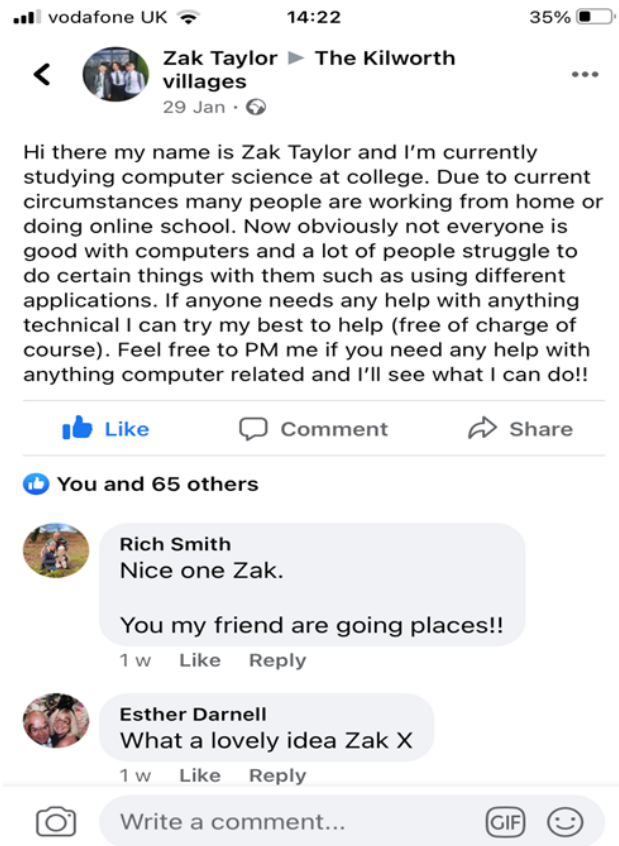 vodafone UK
14:22
35%
Zak Taylor ▶ The Kilworth
villages
29 Jan ·
Hi there my name is Zak Taylor and I'm currently
studying computer science at college. Due to current
circumstances many people are working from home or
doing online school. Now obviously not everyone is
good with computers and a lot of people struggle to
do certain things with them such as using different
applications. If anyone needs any help with anything
technical I can try my best to help (free of charge of
course). Feel free to PM me if you need any help with
anything computer related and I'll see what I can do!!
Like
Comment
Share
You and 65 others
Rich Smith
Nice one Zak.
You my friend are going places!!
1 w Like Reply
Esther Darnell
What a lovely idea Zak X
1 w Like Reply
Write a comment...
GIF